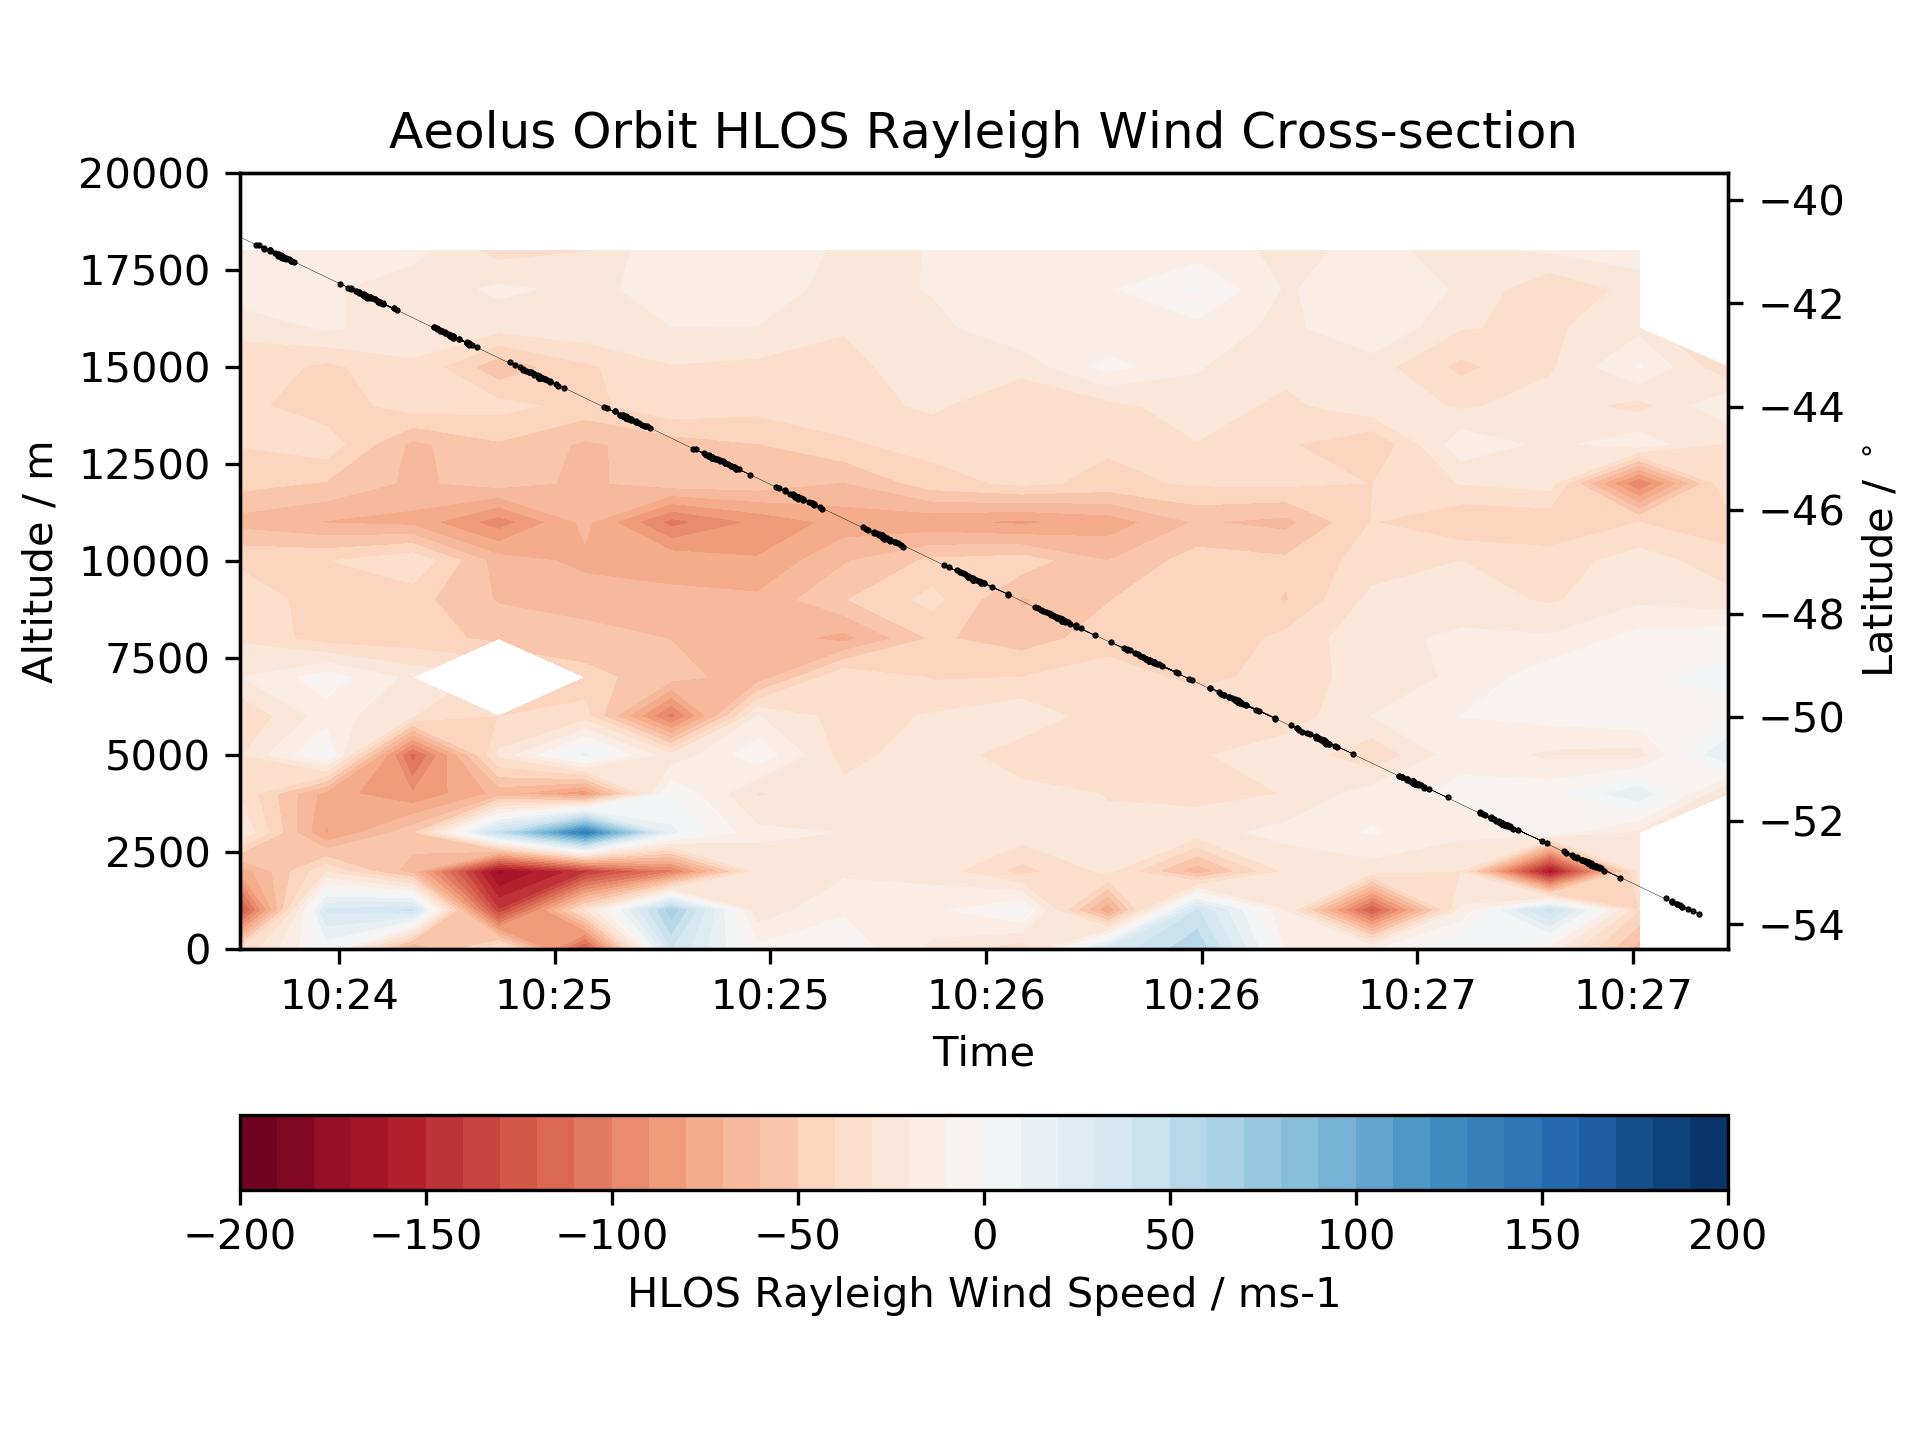 Aeolus Orbit HLOS Rayleigh Wind Cross-section
20000
17500
15000
12500
10000
7500
5000
2500
0
Altitude / m
−40
−42
−44
−46
−48
−50
−52
−54
Latitude / °
10:24 10:25 10:25 10:26 10:26 10:27 10:27
Time
−200 −150 −100 −50 0 50 100 150 200
HLOS Rayleigh Wind Speed / ms-1